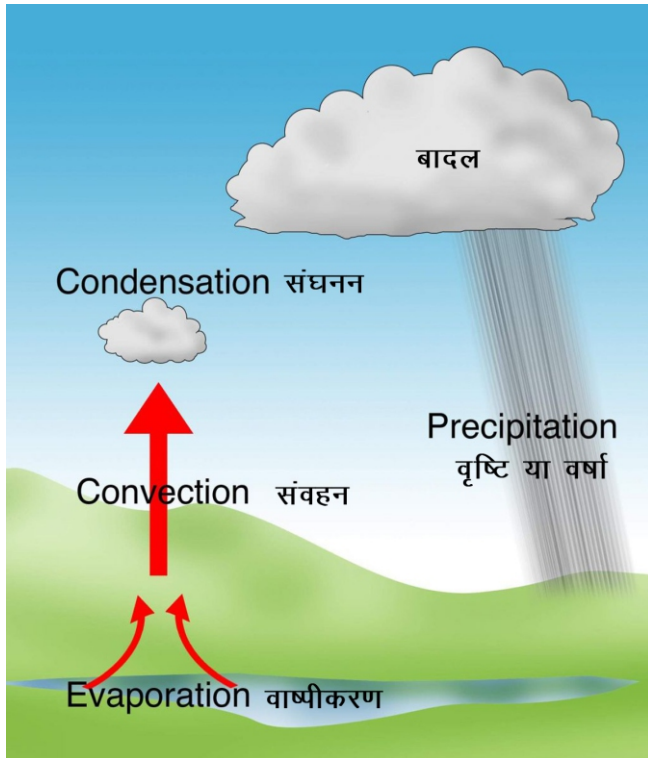 बादल
Condensation संघनन
Precipitation
वृष्टि या वर्षा
Convection संवहन
Evaporation वाष्पीकरण